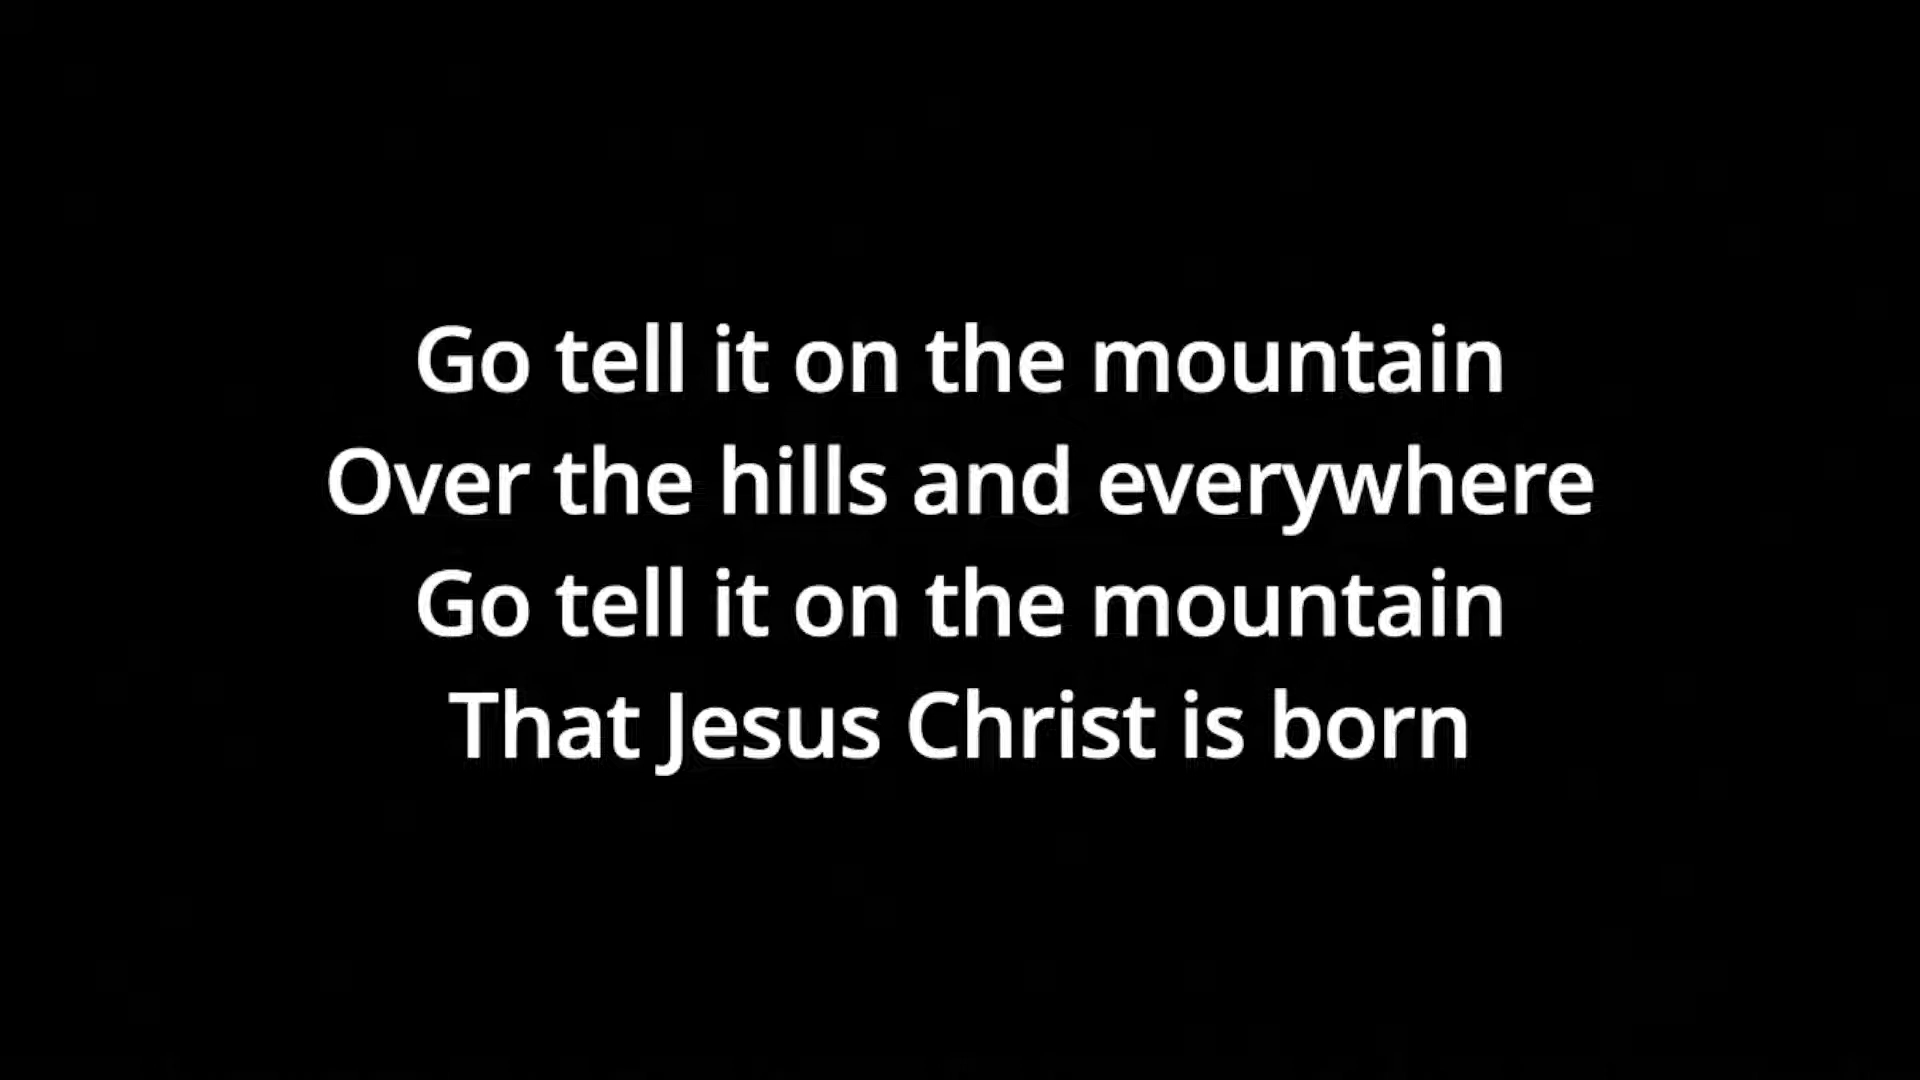 Go tell it on the mountain
Over the hills and everywhere
Go tell it on the mountain
That Jesus Christ is born